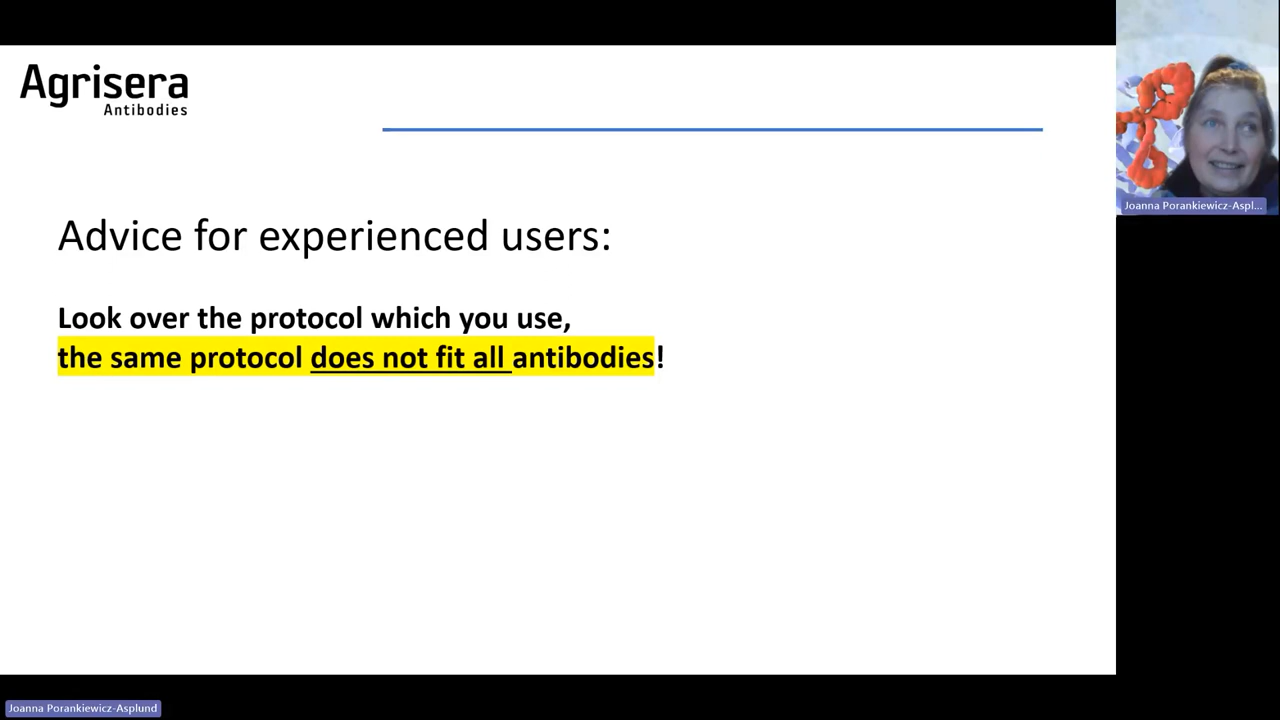 Agrisera
Antibodies
Advice for experienced users:
Look over the protocol which you use,
the same protocol does not fit all antibodies!
Joanna Porankiewicz-Aspl...
Joanna Porankiewicz-Asplund